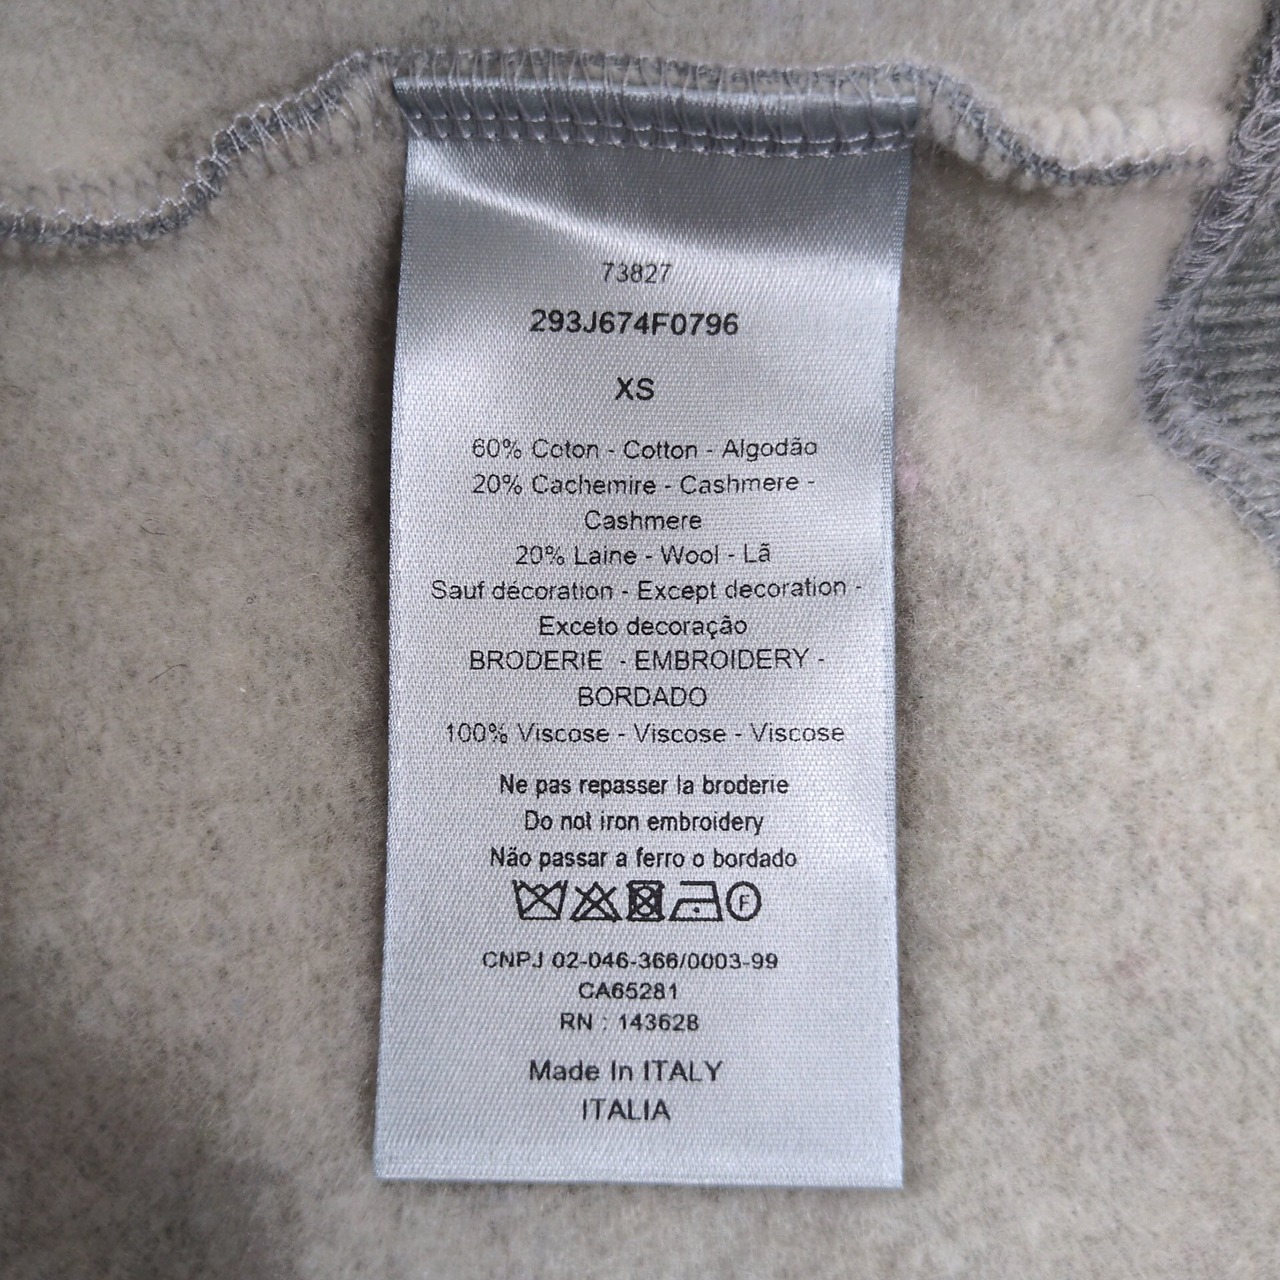 73827
293J674F0796
XS
60% Coton - Cotton - Algodão
20% Cachemire - Cashmere -
Cashmere
20% Laine - Wool - Lã
Sauf décoration - Except decoration -
Exceto decoração
BRODERIE - EMBROIDERY -
BORDADO
100% Viscose - Viscose - Viscose
Ne pas repasser la broderie
Do not iron embroidery
Não passar a ferro o bordado
F
CNPJ 02-046-366/0003-99
CA65281
RN : 143628
Made In ITALY
ITALIA